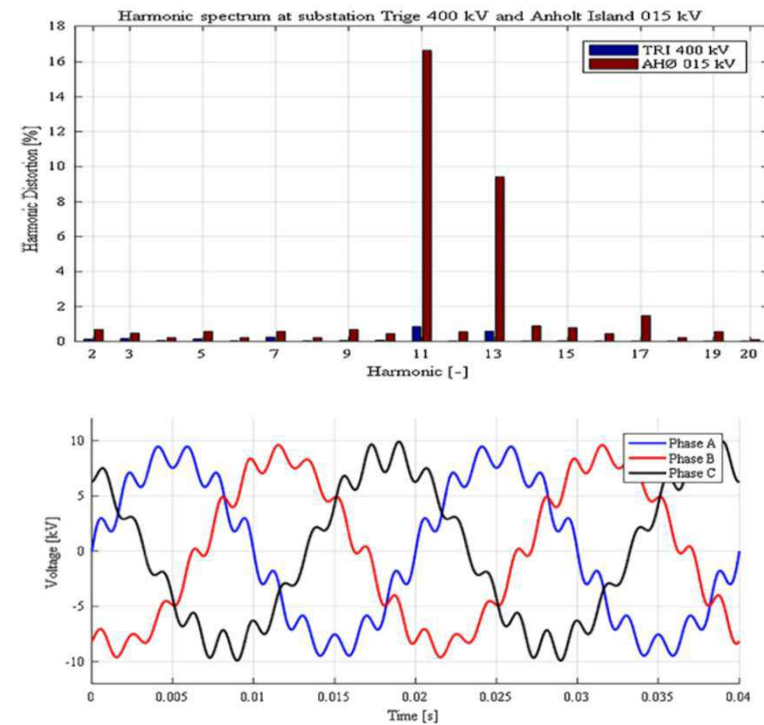 Harmonic spectrum at substation Trige 400 kV and Anholt Island 015 kV
18
16
14
12
10
8
6
4
2
0
Harmonic Distortion [%]
TRI 400 kV
AHØ 015 kV
2 3 5 7 9 11 13 15 17 19 20
Harmonic [-]
10
5
0
-5
-10
Voltage [kV]
Phase A
Phase B
Phase C
0 0.005 0.01 0.015 0.02 0.025 0.03 0.035 0.04
Time [s]